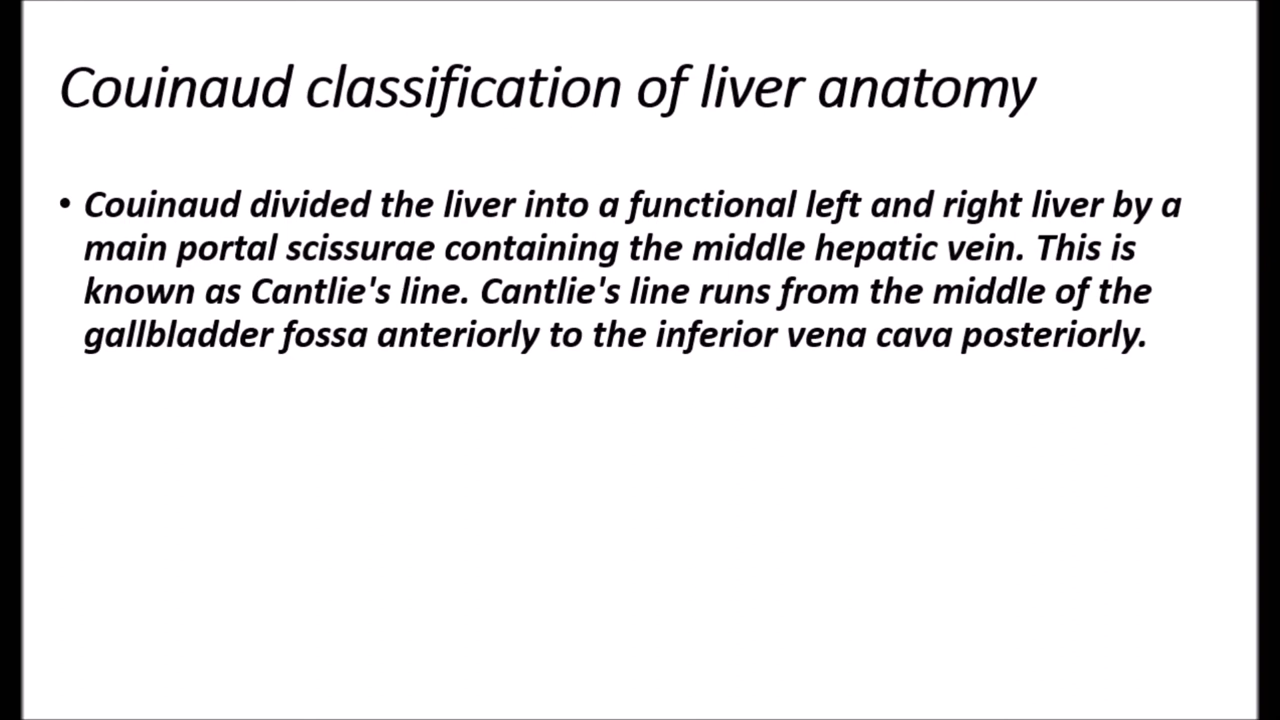 Couinaud classification of liver anatomy
• Couinaud divided the liver into a functional left and right liver by a
main portal scissurae containing the middle hepatic vein. This is
known as Cantlie's line. Cantlie's line runs from the middle of the
gallbladder fossa anteriorly to the inferior vena cava posteriorly.